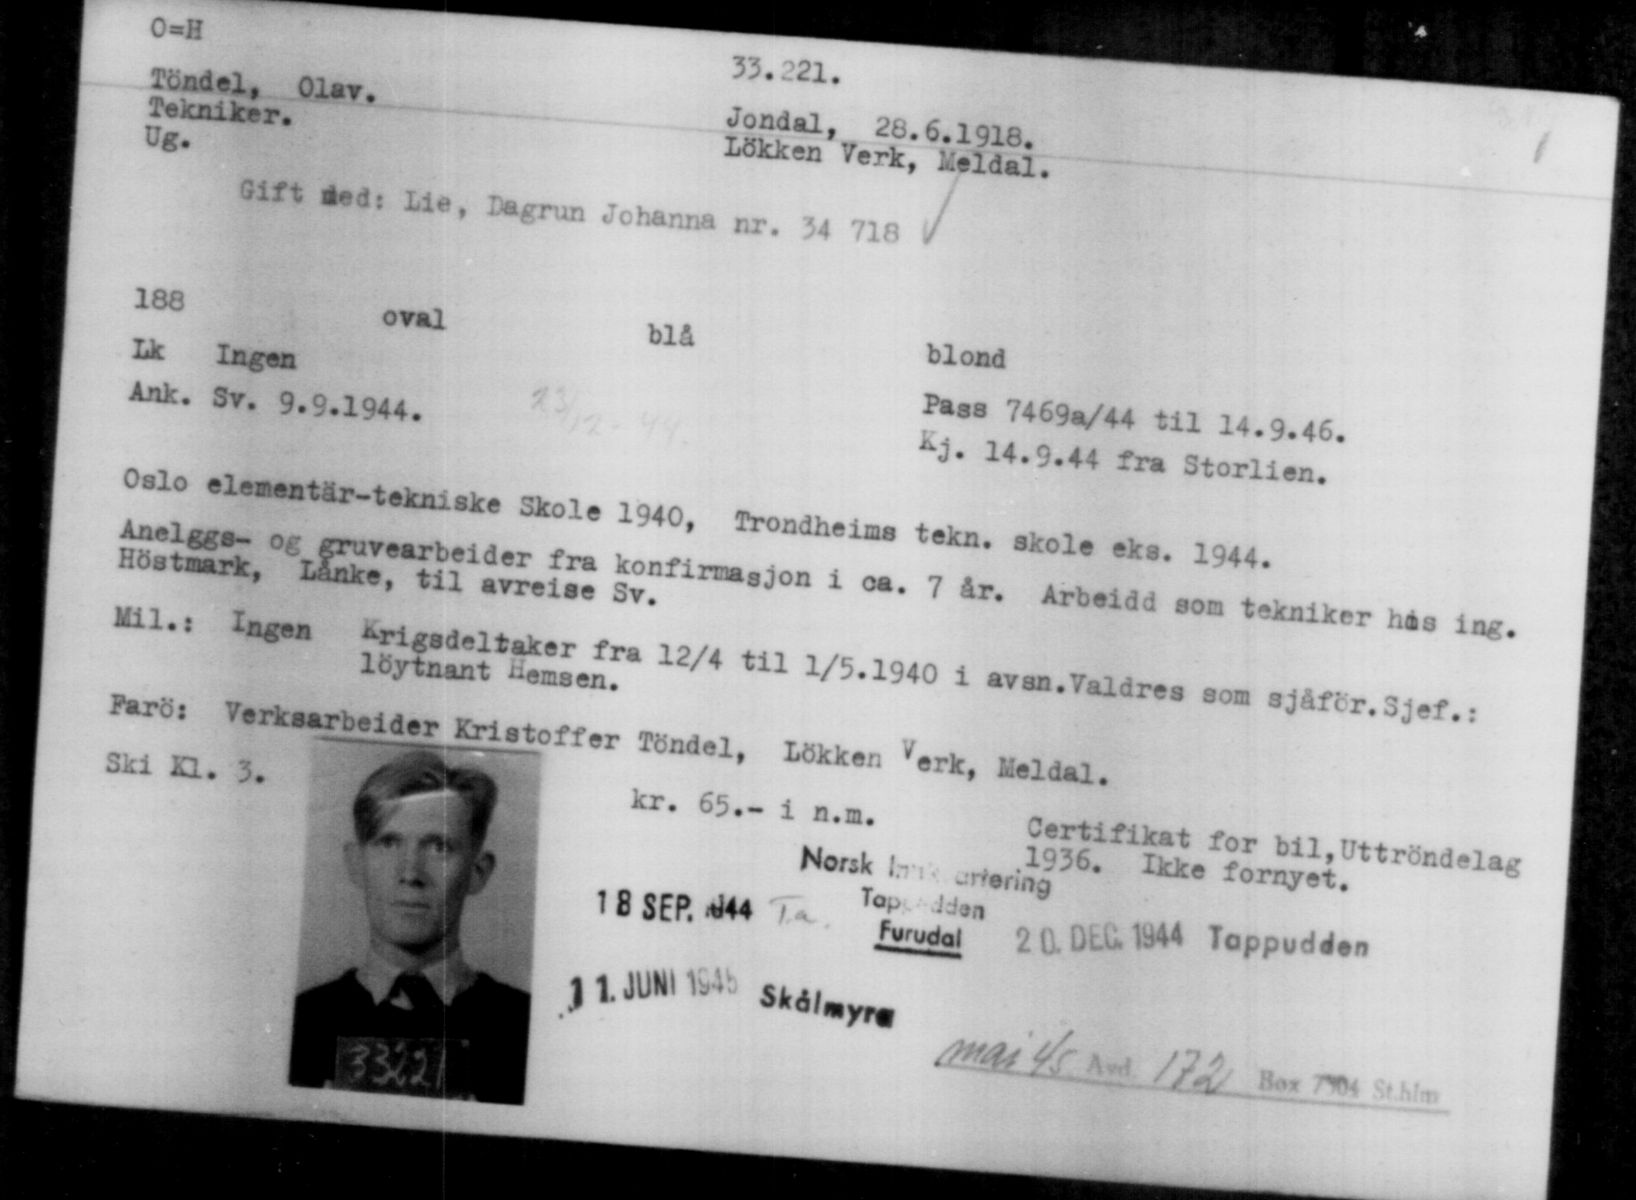 O=H
33.221.
Töndel, Olav.
Jondal, 28.6.1918.
Tekniker.
Lökken Verk, Meldal.
Ug.
Gift med: Lie, Dagrun Johanna nr. 34 718
188 oval blå blond
Lk Ingen
Pass 7469a/44 til 14.9.46.
Ank. Sv. 9.9.1944. 23/12-44.
Kj. 14.9.44 fra Storlien.
Oslo elementär-tekniske Skole 1940, Trondheims tekn. skole eks. 1944.
Anelggs- og gruvearbeider fra konfirmasjon i ca. 7 år. Arbeidd som tekniker hos ing.
Höstmark, Lånke, til avreise Sv.
Mil.: Ingen Krigsdeltaker fra 12/4 til 1/5.1940 i avsn.Valdres som sjåför.Sjef.:
löytnant Hemsen.
Farö: Verksarbeider Kristoffer Töndel, Lökken Verk, Meldal.
Ski Kl. 3.
kr. 65.- i n.m.
Certifikat for bil,Uttröndelag
1936. Ikke fornyet.
Norsk
Tappudden
Furudal
18 SEP. 1944 T.a.
20. DEC. 1944 Tappudden
11. JUNI 1945 Skålmyra
mai 45 Avd. 172 Box 7904 St.hlm
33221